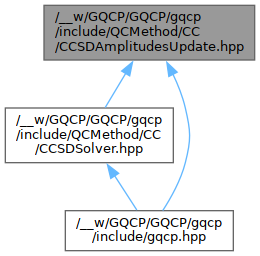 /__w/GQCP/GQCP/gqcp
/include/QCMethod/CC
/CCSDAmplitudesUpdate.hpp
/__w/GQCP/GQCP/gqcp
/include/QCMethod/CC
/CCSDSolver.hpp
/__w/GQCP/GQCP/gqcp
/include/gqcp.hpp